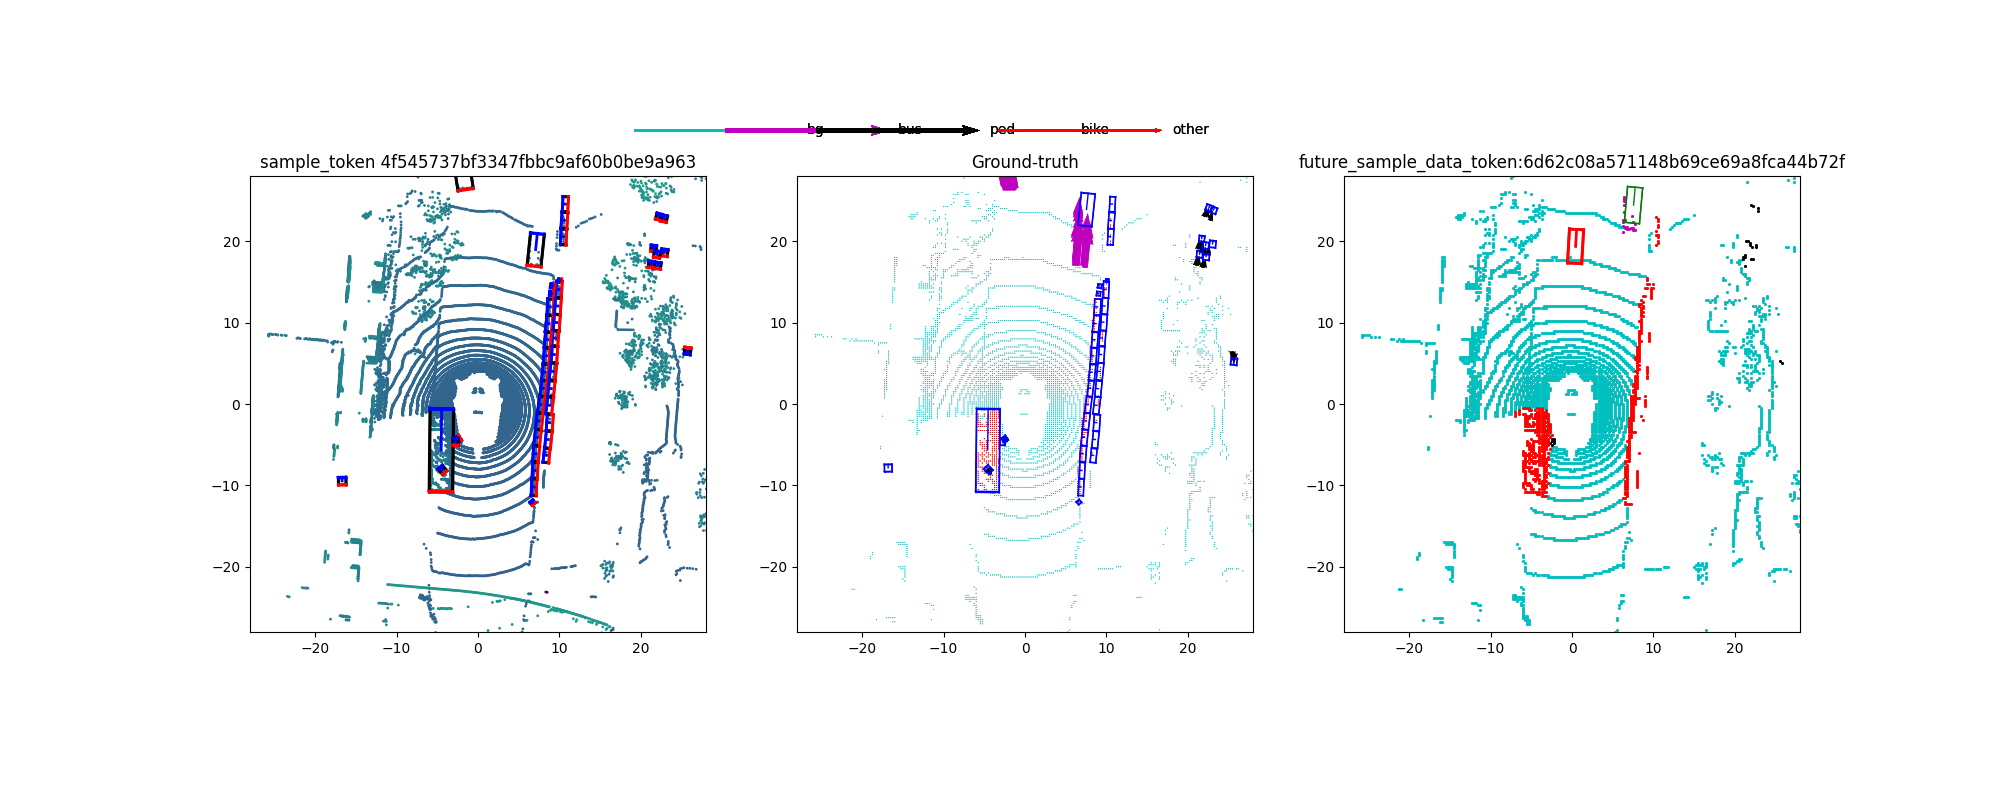 bg bus ped bike other
sample_token 4f545737bf3347fbbc9af60b0be9a963
Ground-truth
future_sample_data_token:6d62c08a571148b69ce69a8fca44b72f
20 20 20
10 10 10
0 0 0
−10 −10 −10
−20 −20 −20
−20 −10 0 10 20 −20 −10 0 10 20 −20 −10 0 10 20